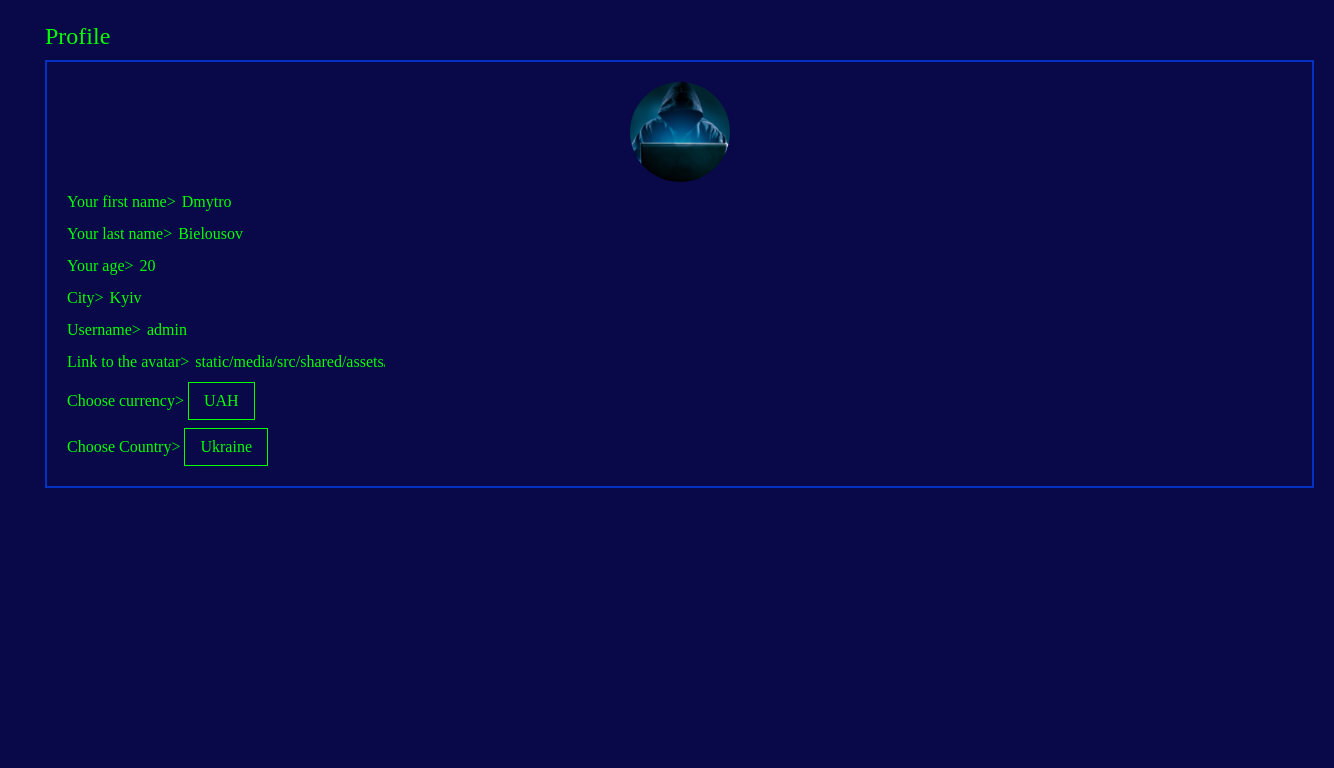 Profile
Your first name> Dmytro
Your last name> Bielousov
Your age> 20
City> Kyiv
Username> admin
Link to the avatar> static/media/src/shared/assets
Choose currency> UAH
Choose Country> Ukraine